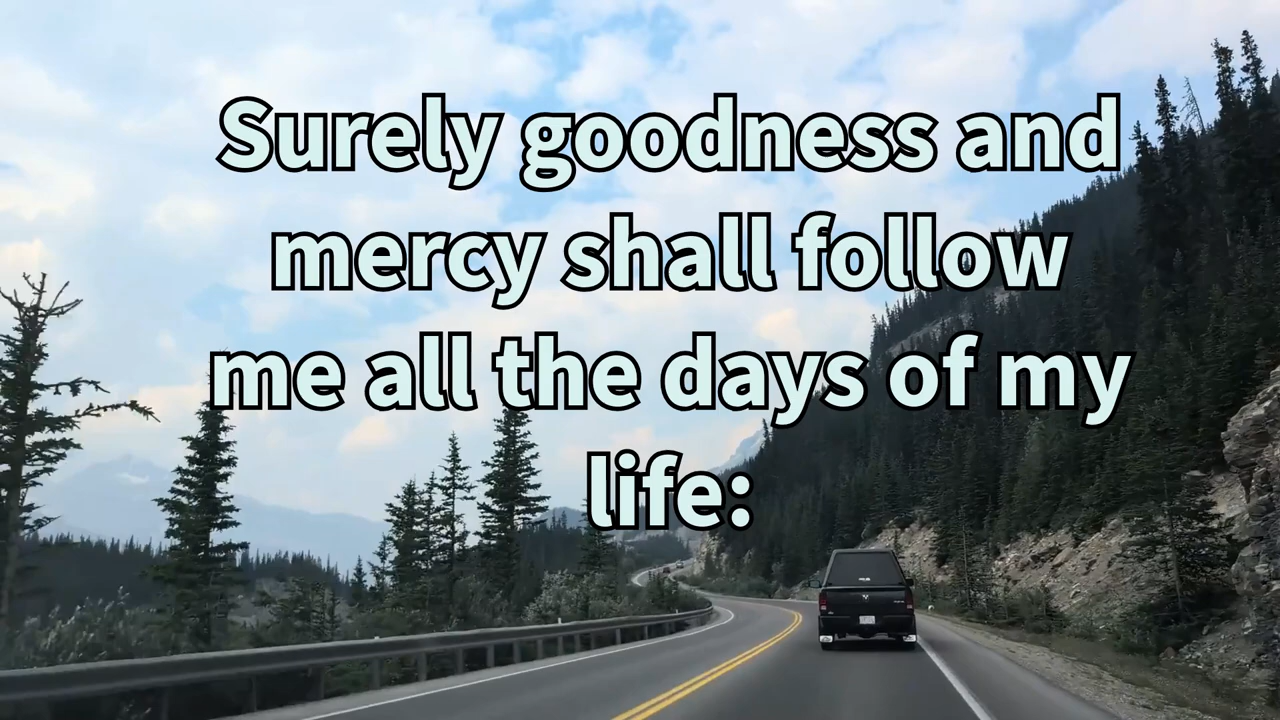 Surely goodness and
mercy shall follow
me all the days of my
life: